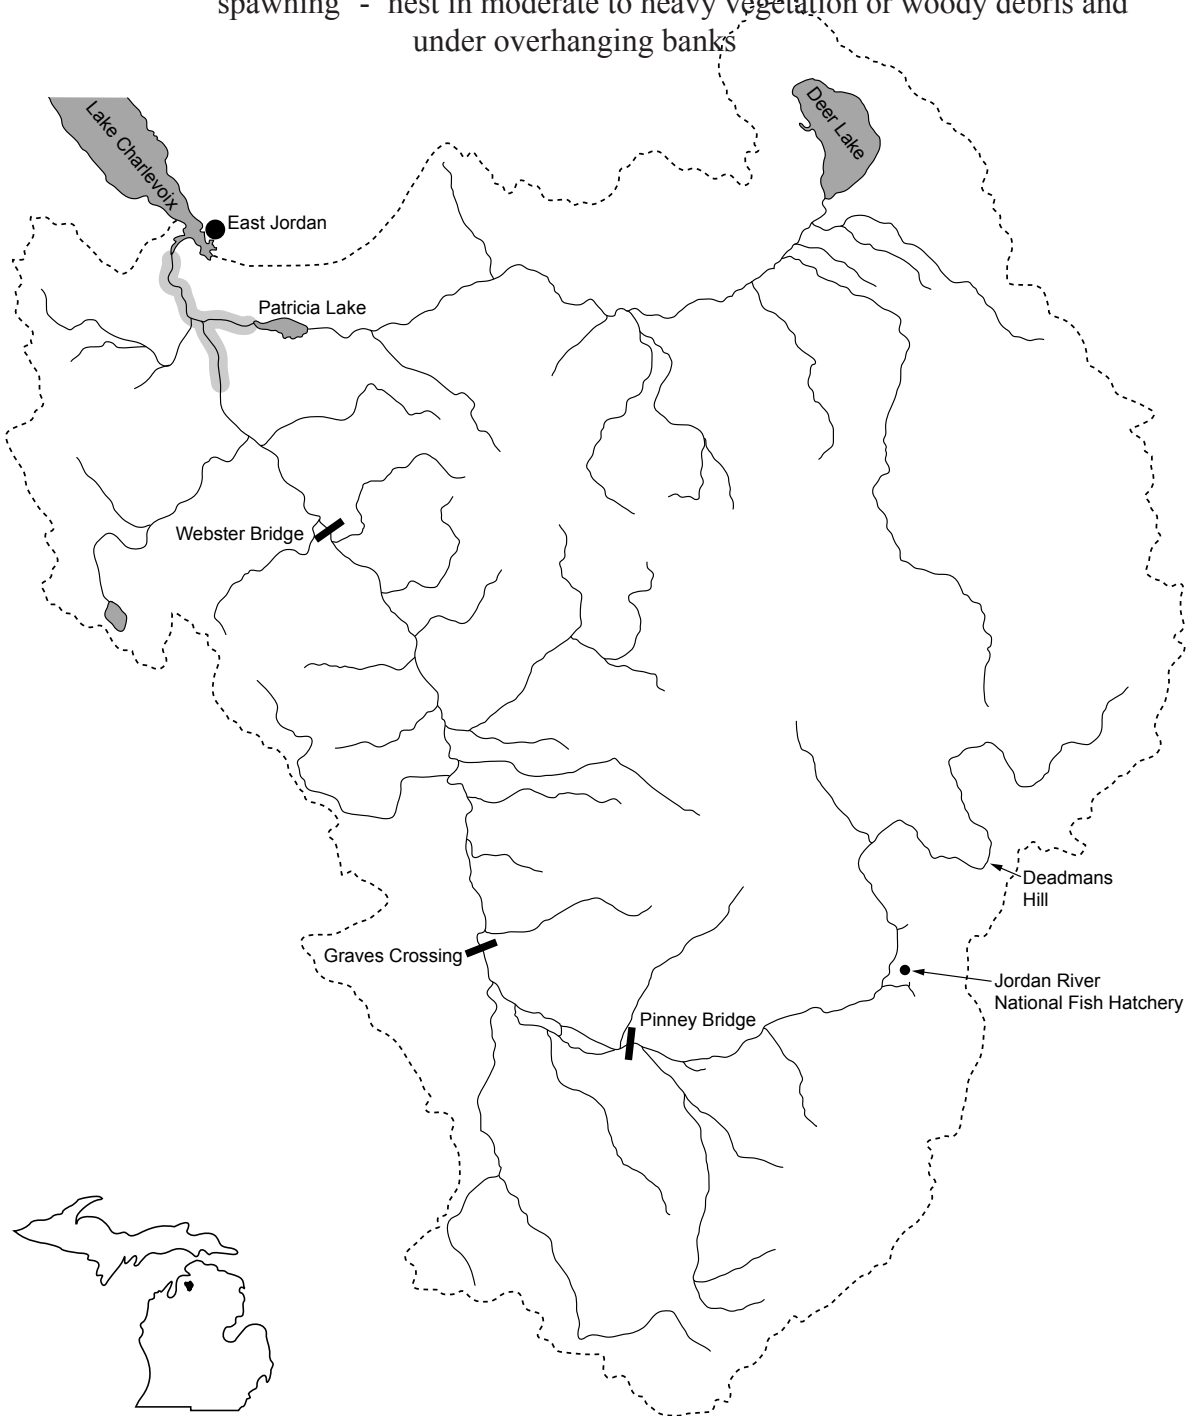 spawning - nest in moderate to heavy vegetation or woody debris and
under overhanging banks
Lake Charlevoix
Deer Lake
East Jordan
Patricia Lake
Webster Bridge
Deadmans
Hill
Graves Crossing
Jordan River
National Fish Hatchery
Pinney Bridge